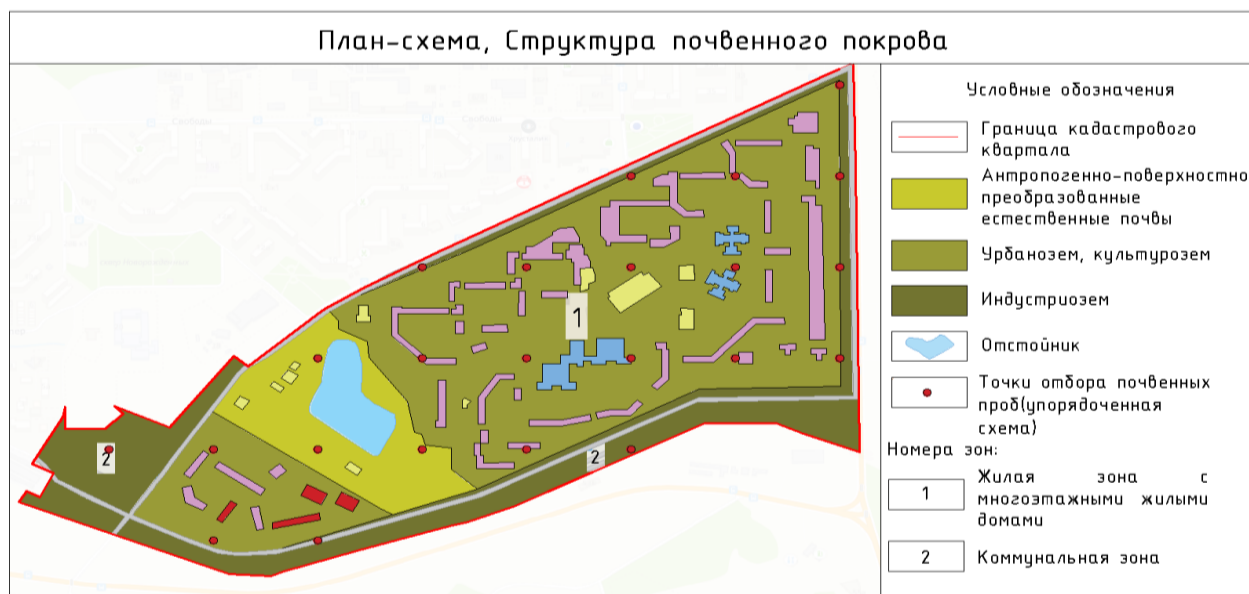 План-схема, Структура почвенного покрова
Условные обозначения
Граница кадастрового
квартала
Антропогенно-поверхностно
преобразованные
естественные почвы
Урбанозем, культурозем
Индустриозем
Отстойник
Точки отбора почвенных
проб(упорядоченная
схема)
Номера зон:
1
Жилая зона с
многоэтажными жилыми
домами
2
Коммунальная зона
1
2
2